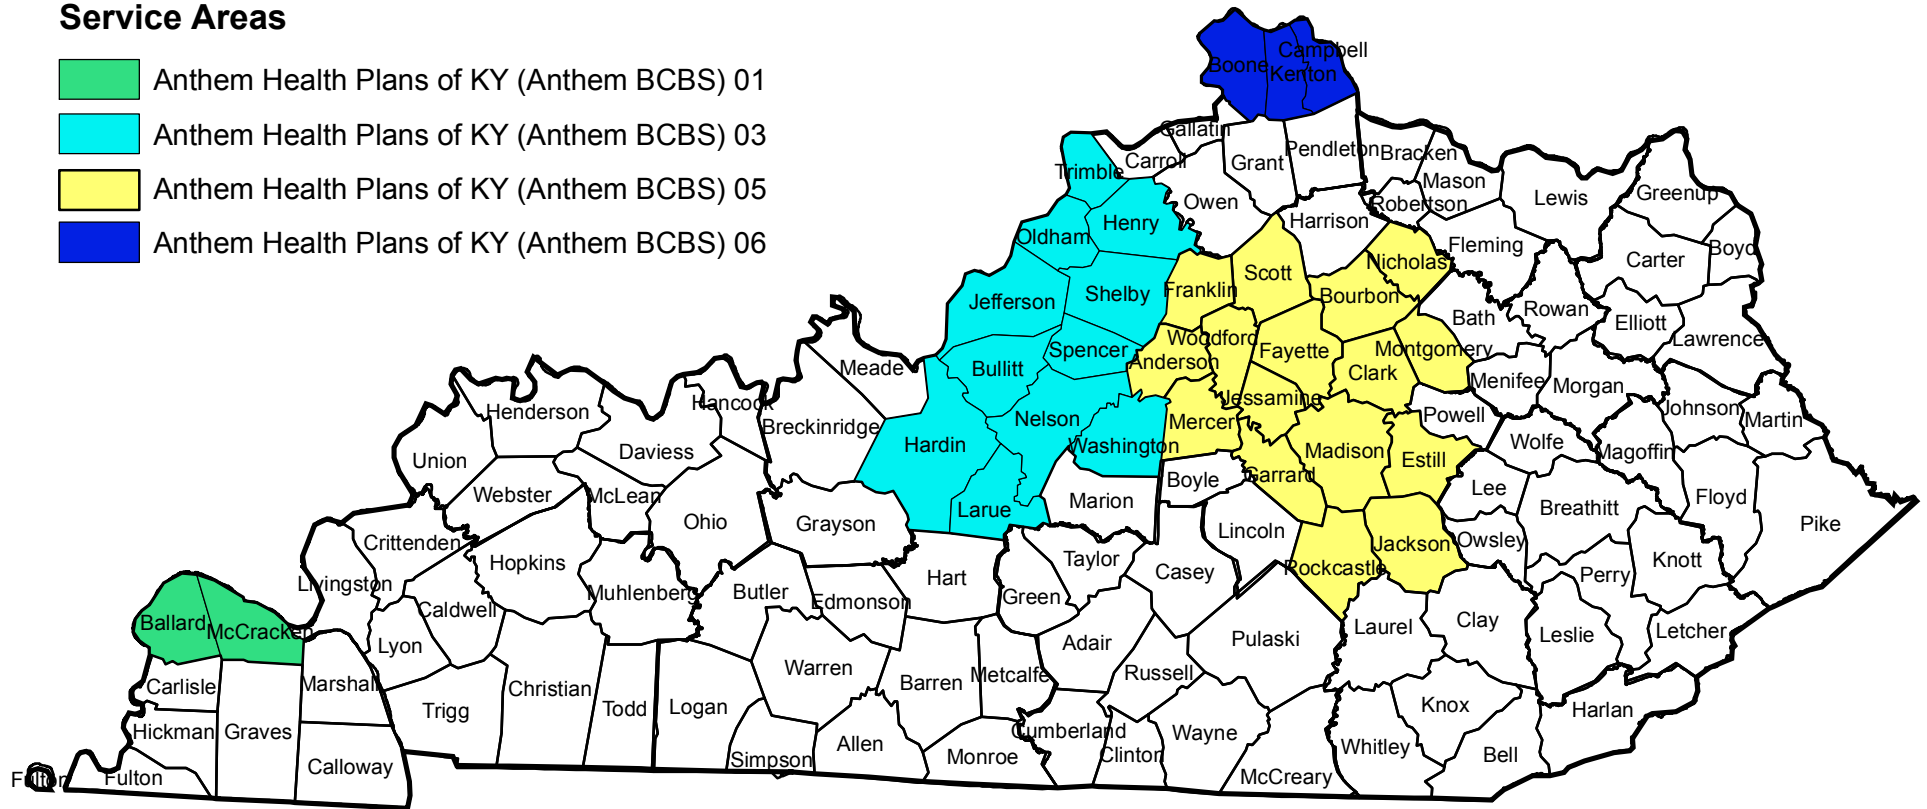 Service Areas
Anthem Health Plans of KY (Anthem BCBS) 01
Anthem Health Plans of KY (Anthem BCBS) 03
Anthem Health Plans of KY (Anthem BCBS) 05
Anthem Health Plans of KY (Anthem BCBS) 06
Campbell
Boone
Kenton
Gallatin
Carroll
Grant
Pendleton
Bracken
Trimble
Mason
Owen
Robertson
Lewis
Greenup
Henry
Harrison
Oldham
Fleming
Boyd
Nicholas
Carter
Scott
Shelby
Franklin
Bourbon
Jefferson
Bath
Rowan
Elliott
Woodford
Lawrence
Spencer
Fayette
Montgomery
Anderson
Meade
Bullitt
Clark
Menifee
Morgan
Hancock
Jessamine
Henderson
Breckinridge
Nelson
Mercer
Powell
Johnson
Martin
Hardin
Washington
Daviess
Madison
Wolfe
Magoffin
Union
Estill
Garrard
Boyle
Lee
Webster
McLean
Marion
Floyd
Breathitt
Larue
Ohio
Grayson
Lincoln
Pike
Crittenden
Jackson
Owsley
Hopkins
Taylor
Knott
Livingston
Hart
Casey
Rockcastle
Perry
Muhlenberg
Butler
Edmonson
Green
Caldwell
Ballard
McCracken
Clay
Laurel
Leslie
Letcher
Lyon
Adair
Pulaski
Warren
Metcalfe
Russell
Carlisle
Marshall
Christian
Barren
Trigg
Todd
Logan
Knox
Harlan
Hickman
Graves
Cumberland
Wayne
Allen
Whitley
Simpson
Monroe
Clinton
Bell
Calloway
Fulton
Fulton
McCreary